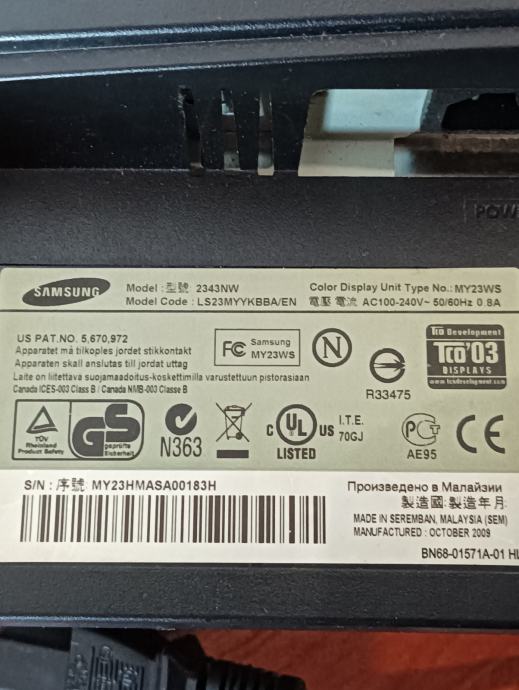 POW
SAMSUNG
Model : 型號 2343NW
Model Code : LS23MYYKBBA/EN
Color Display Unit Type No.: MY23WS
電壓 電流 AC100-240V~ 50/60Hz 0.8A
US PAT.NO. 5,670,972
Apparatet må tilkoples jordet stikkontakt
Apparaten skall anslutas till jordat uttag
Laite on liitettava suojamaadoitus-koskettimilla varustettuun pistorasiaan
Canada ICES-003 Class B / Canada NMB-003 Classe B
FC Samsung
MY23WS
N
R33475
TCO Development
TCO'03
DISPLAYS
www.tcodevelopment.com
TÜV
Rheinland
Product Safety
GS
geprüfte
Sicherheit
N363
C UL US
LISTED
I.T.E.
70GJ
PCT
AE95
CE
S/N : 序號 MY23HMASA00183H
Произведено в Малайзии
製造國:製造年月
MADE IN SEREMBAN, MALAYSIA (SEM)
MANUFACTURED : OCTOBER 2009
BN68-01571A-01